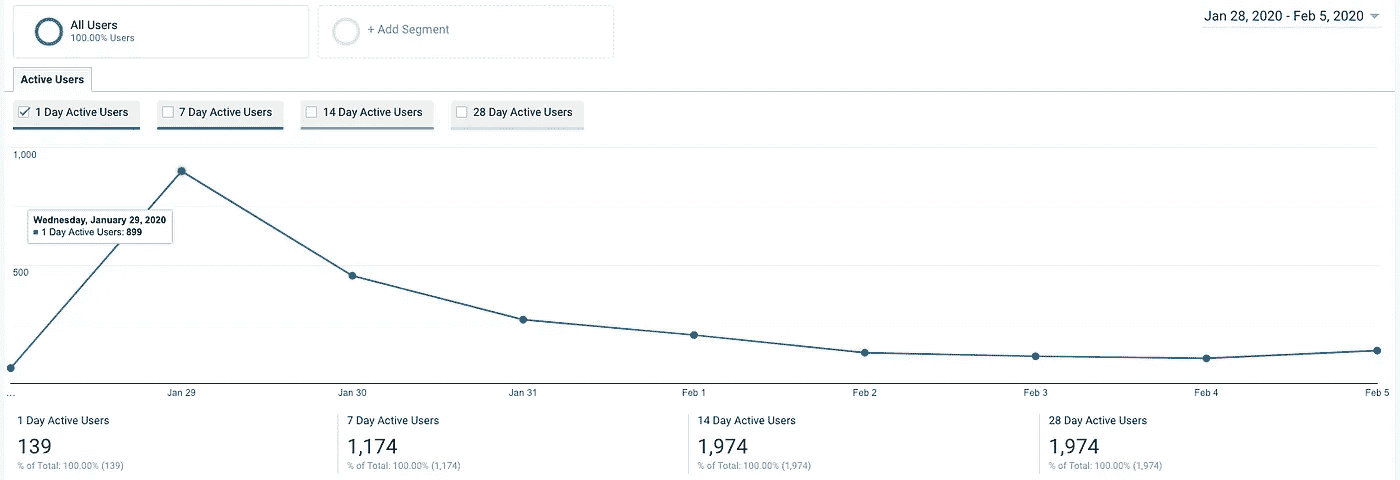 All Users
100.00% Users
+ Add Segment
Jan 28, 2020 - Feb 5, 2020
Active Users
1 Day Active Users
7 Day Active Users
14 Day Active Users
28 Day Active Users
1,000
Wednesday, January 29, 2020
1 Day Active Users: 899
500
...
Jan 29
Jan 30
Jan 31
Feb 1
Feb 2
Feb 3
Feb 4
Feb 5
1 Day Active Users
139
% of Total: 100.00% (139)
7 Day Active Users
1,174
% of Total: 100.00% (1,174)
14 Day Active Users
1,974
% of Total: 100.00% (1,974)
28 Day Active Users
1,974
% of Total: 100.00% (1,974)